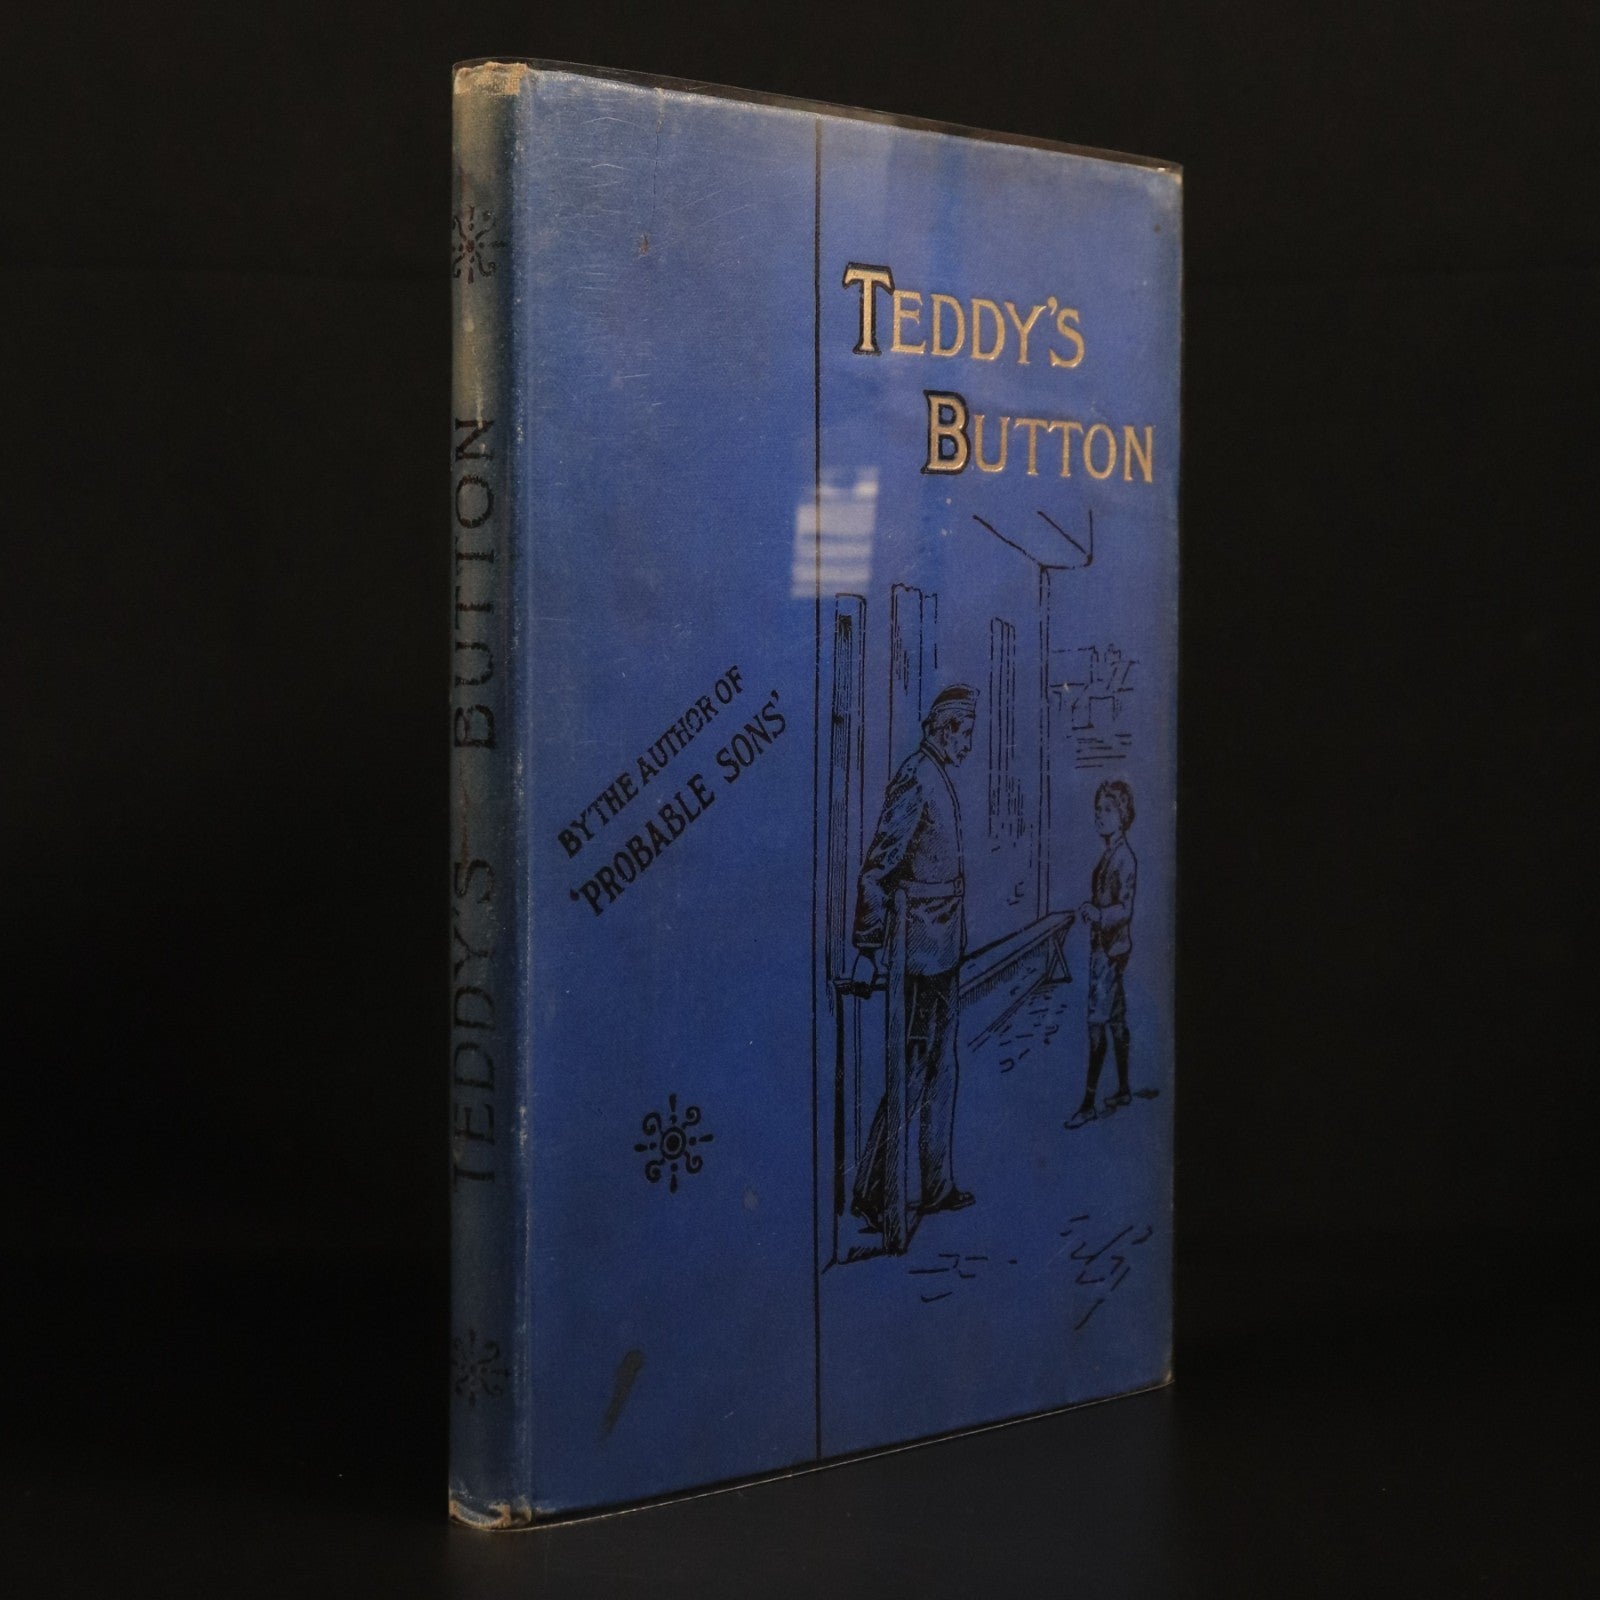 TEDDY'S BUTTON
TEDDY'S
BUTTON
BY THE AUTHOR OF
'PROBABLE SONS'